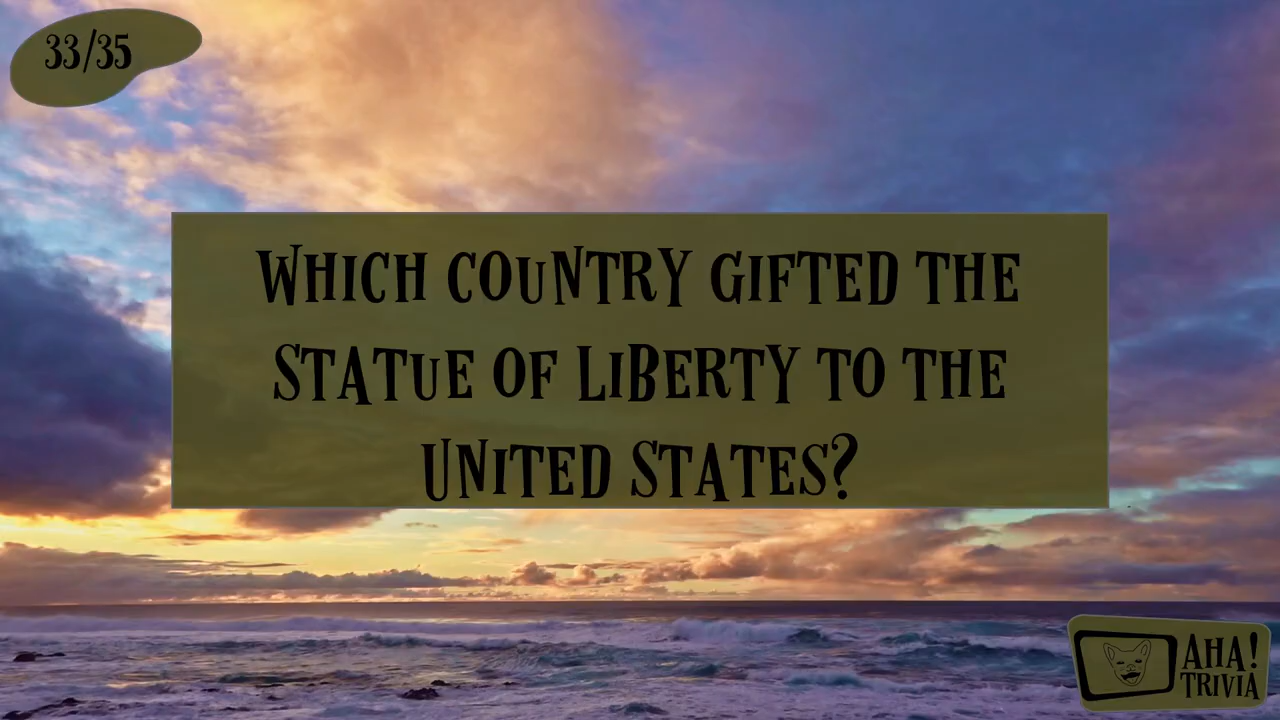 33/35
WHICH COUNTRY GIFTED THE
STATUE OF LIBERTY TO THE
UNITED STATES?
AHA!
TRIVIA